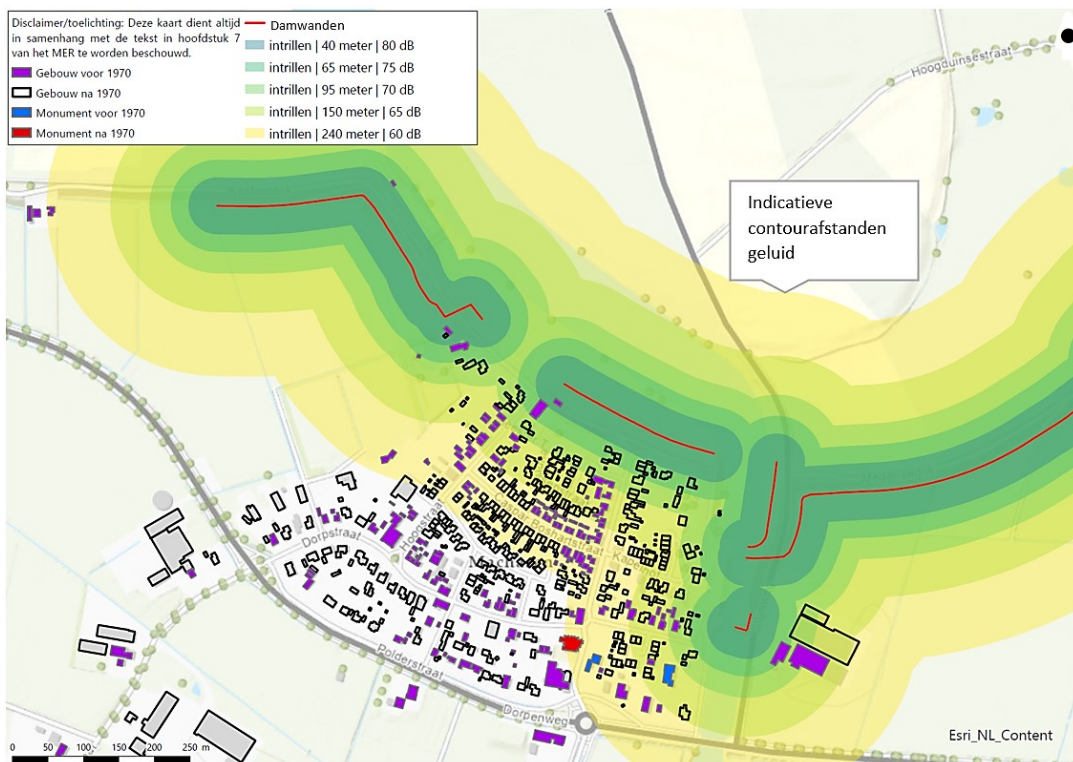 Disclaimer/toelichting: Deze kaart dient altijd
in samenhang met de tekst in hoofdstuk 7
van het MER te worden beschouwd.
Gebouw voor 1970
Gebouw na 1970
Monument voor 1970
Monument na 1970
Damwanden
intrillen | 40 meter | 80 dB
intrillen | 65 meter | 75 dB
intrillen | 95 meter | 70 dB
intrillen | 150 meter | 65 dB
intrillen | 240 meter | 60 dB
Hoogduinsestraat
Indicatieve
contourafstanden
geluid
Dorpstraat
Polderstraat
Dorpenweg
0 50 100 150 200 250 m
Esri_NL_Content